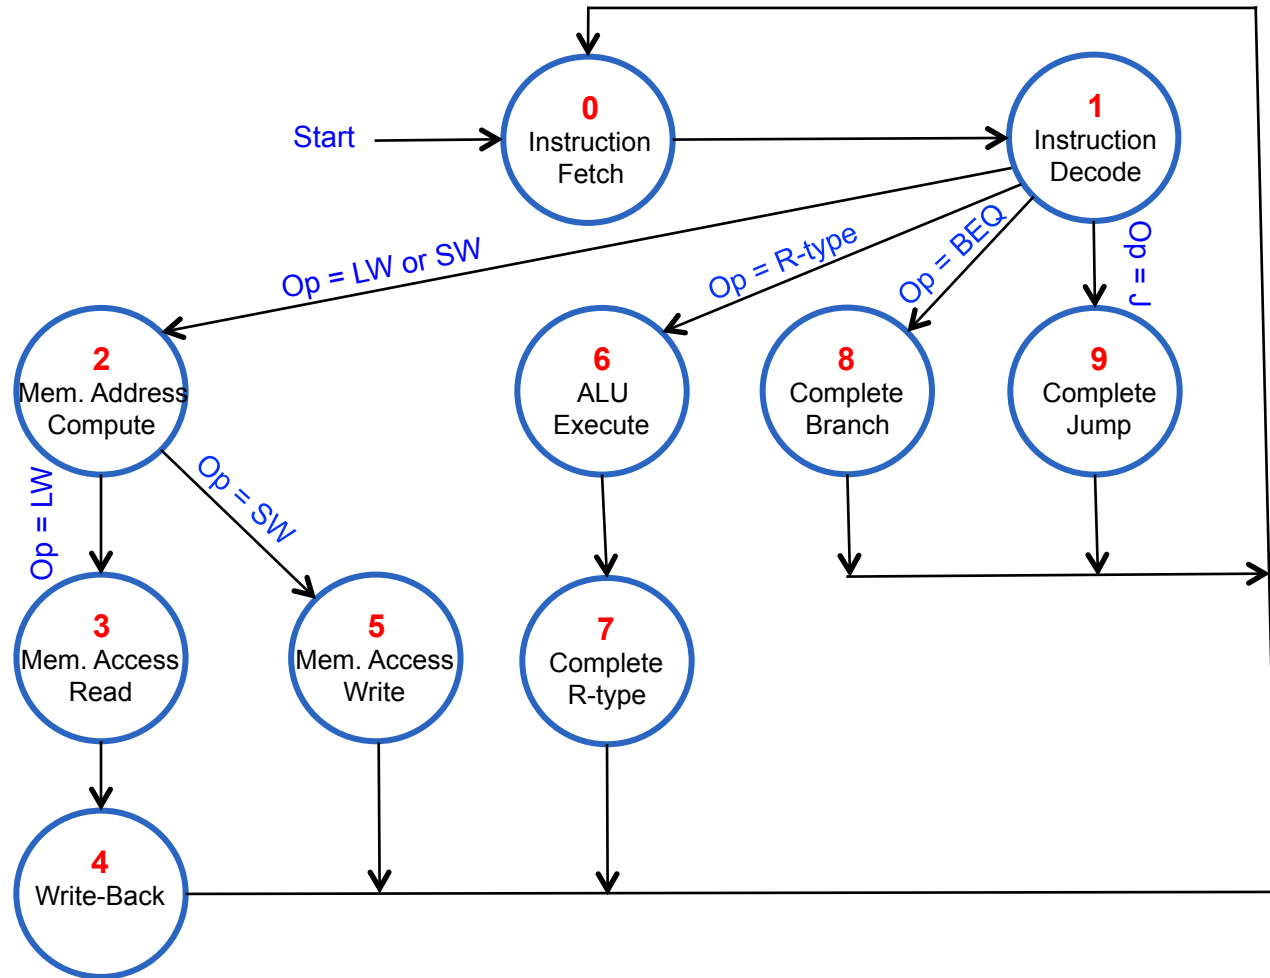 0
Instruction
Fetch
1
Instruction
Decode
Start
Op = LW or SW
Op = R-type
Op = BEQ
Op = J
2
Mem. Address
Compute
6
ALU
Execute
8
Complete
Branch
9
Complete
Jump
Op = LW
Op = SW
3
Mem. Access
Read
5
Mem. Access
Write
7
Complete
R-type
4
Write-Back